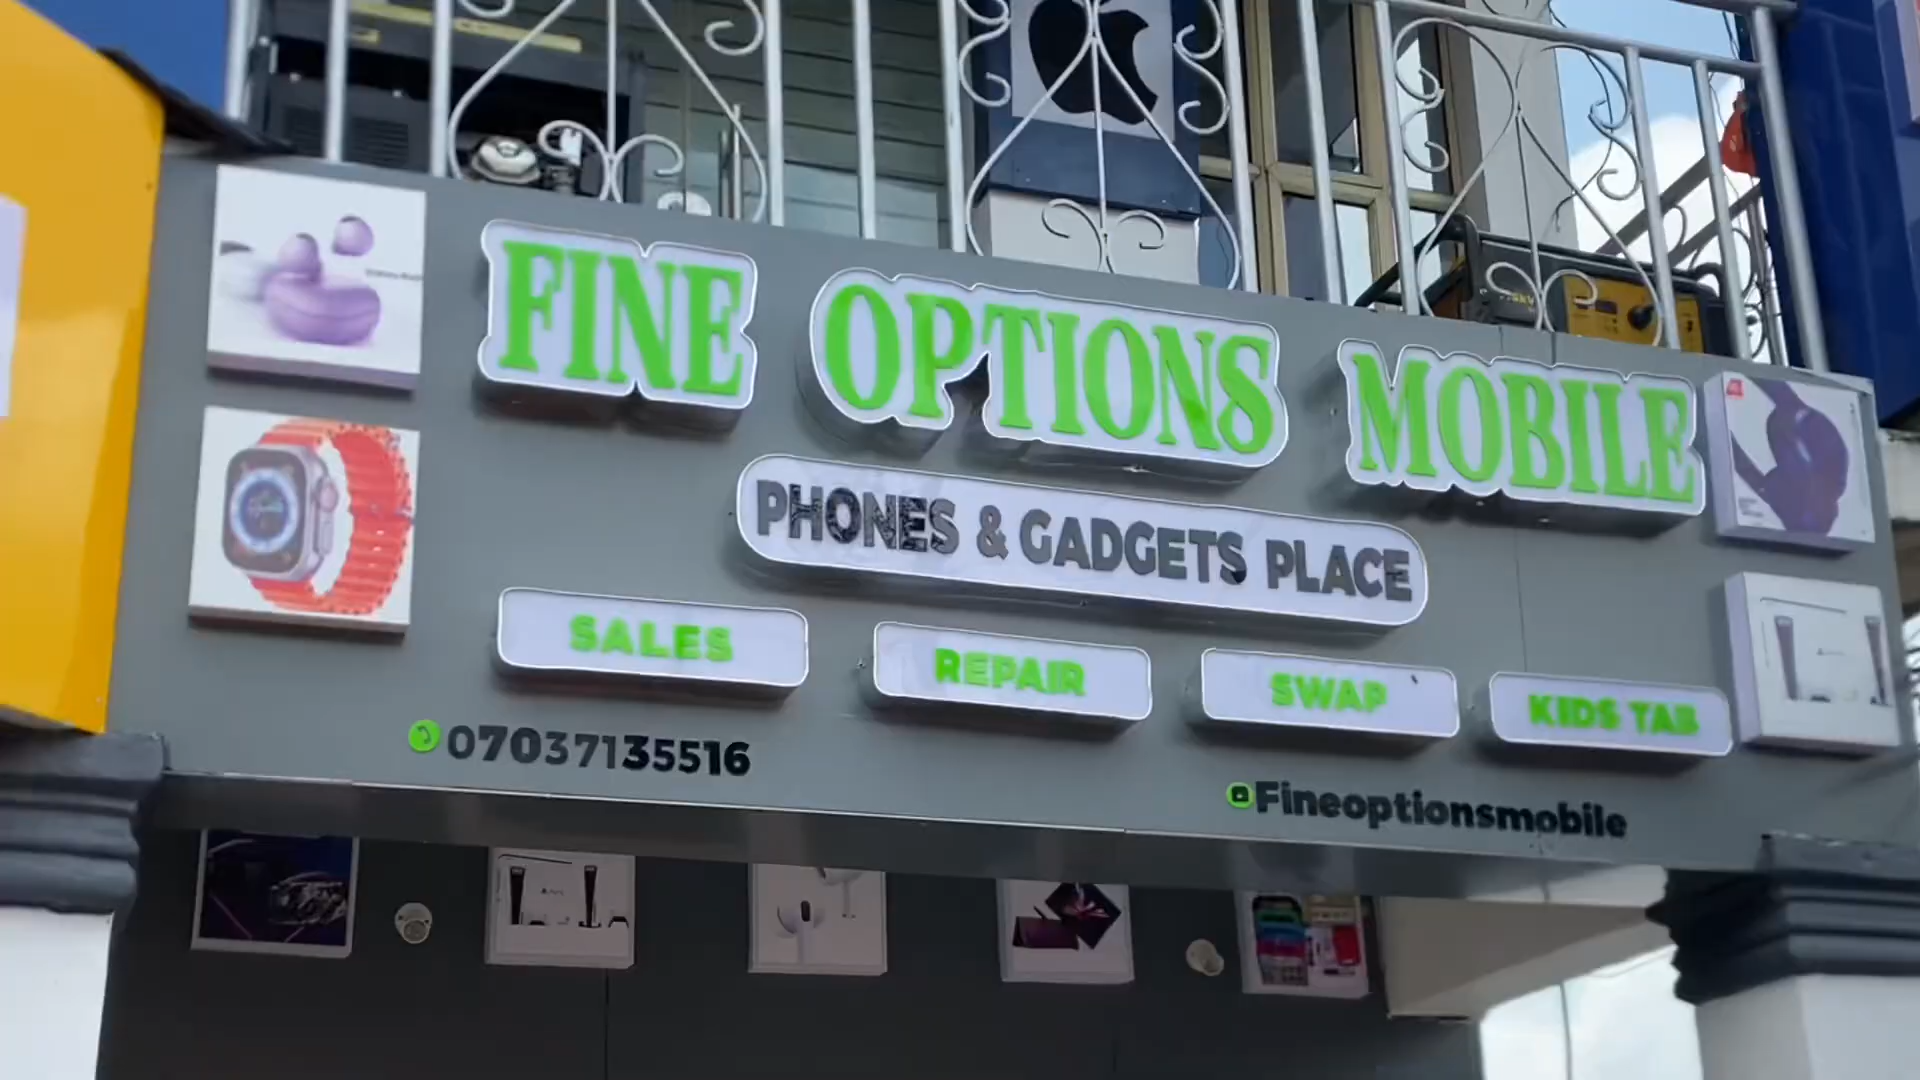 FINE OPTIONS MOBILE
PHONES & GADGETS PLACE
SALES
REPAIR
SWAP
KIDS TAB
07037135516
Fineoptionsmobile